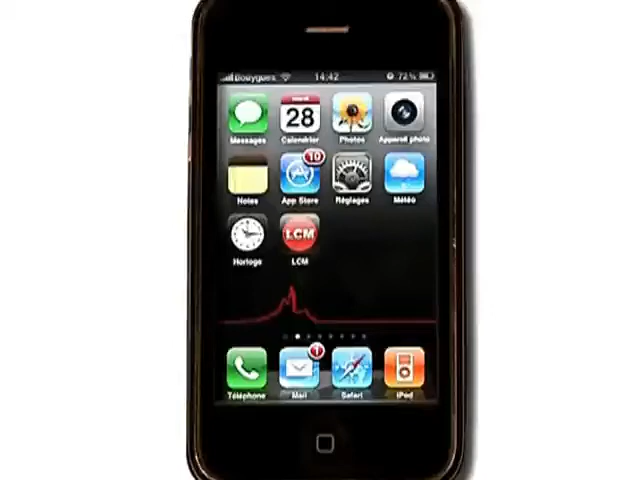 Bouygues 14:42 72 %
28
Messages Calendrier Photos Appareil photo
10
Notes App Store Réglages Météo
LCM
Horloge LCM
1
Téléphone Mail Safari iPod